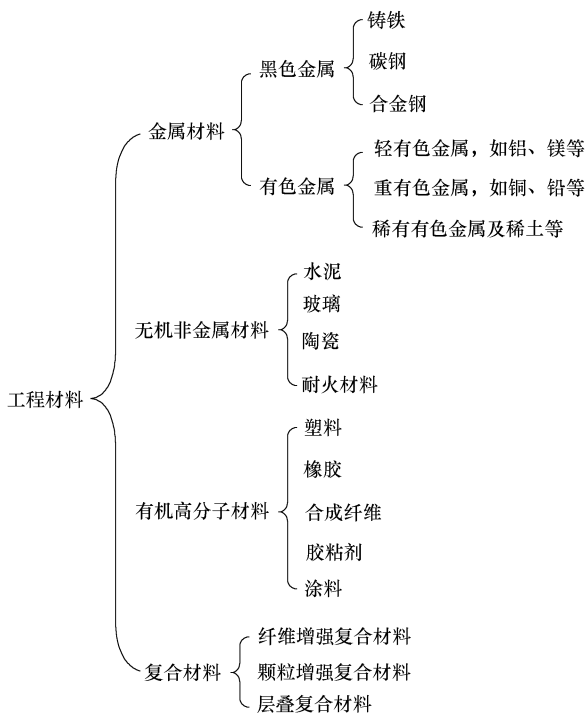 工程材料
金属材料
黑色金属
铸铁
碳钢
合金钢
有色金属
轻有色金属，如铝、镁等
重有色金属，如铜、铅等
稀有有色金属及稀土等
无机非金属材料
水泥
玻璃
陶瓷
耐火材料
有机高分子材料
塑料
橡胶
合成纤维
胶粘剂
涂料
复合材料
纤维增强复合材料
颗粒增强复合材料
层叠复合材料